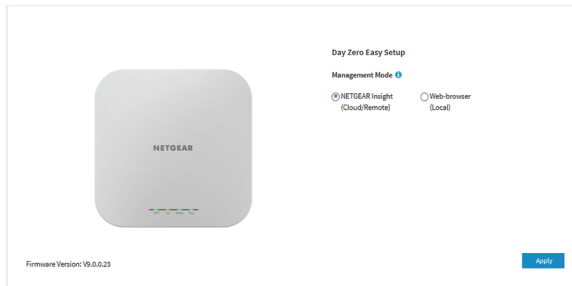 Day Zero Easy Setup
Management Mode
NETGEAR Insight
(Cloud/Remote)
Web-browser
(Local)
NETGEAR
Firmware Version: V9.0.0.23
Apply